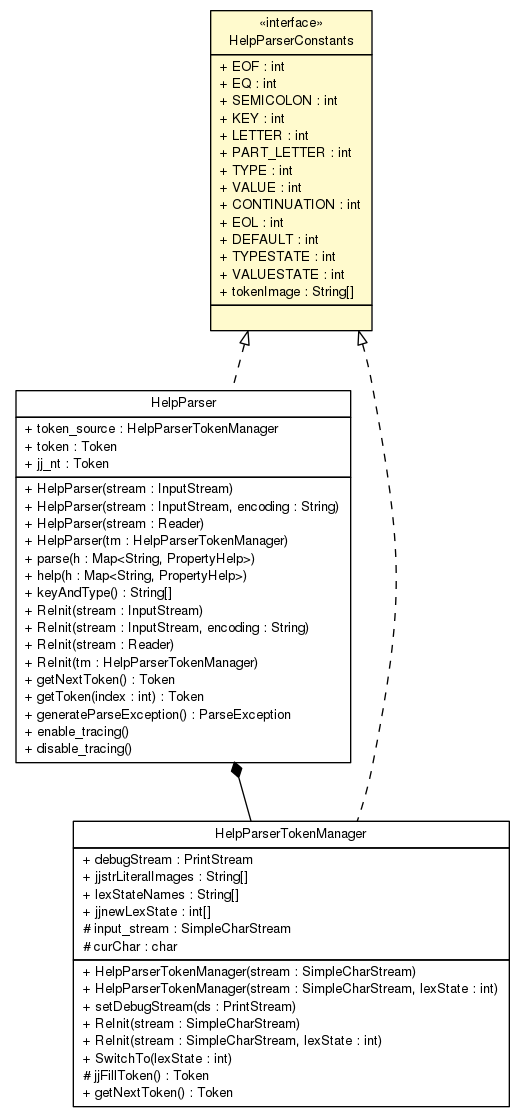 «interface»
HelpParserConstants
+ EOF : int
+ EQ : int
+ SEMICOLON : int
+ KEY : int
+ LETTER : int
+ PART_LETTER : int
+ TYPE : int
+ VALUE : int
+ CONTINUATION : int
+ EOL : int
+ DEFAULT : int
+ TYPESTATE : int
+ VALUESTATE : int
+ tokenImage : String[]
HelpParser
+ token_source : HelpParserTokenManager
+ token : Token
+ jj_nt : Token
+ HelpParser(stream : InputStream)
+ HelpParser(stream : InputStream, encoding : String)
+ HelpParser(stream : Reader)
+ HelpParser(tm : HelpParserTokenManager)
+ parse(h : Map<String, PropertyHelp>)
+ help(h : Map<String, PropertyHelp>)
+ keyAndType() : String[]
+ ReInit(stream : InputStream)
+ ReInit(stream : InputStream, encoding : String)
+ ReInit(stream : Reader)
+ ReInit(tm : HelpParserTokenManager)
+ getNextToken() : Token
+ getToken(index : int) : Token
+ generateParseException() : ParseException
+ enable_tracing()
+ disable_tracing()
HelpParserTokenManager
+ debugStream : PrintStream
+ jjstrLiteralImages : String[]
+ lexStateNames : String[]
+ jjnewLexState : int[]
# input_stream : SimpleCharStream
# curChar : char
+ HelpParserTokenManager(stream : SimpleCharStream)
+ HelpParserTokenManager(stream : SimpleCharStream, lexState : int)
+ setDebugStream(ds : PrintStream)
+ ReInit(stream : SimpleCharStream)
+ ReInit(stream : SimpleCharStream, lexState : int)
+ SwitchTo(lexState : int)
# jjFillToken() : Token
+ getNextToken() : Token